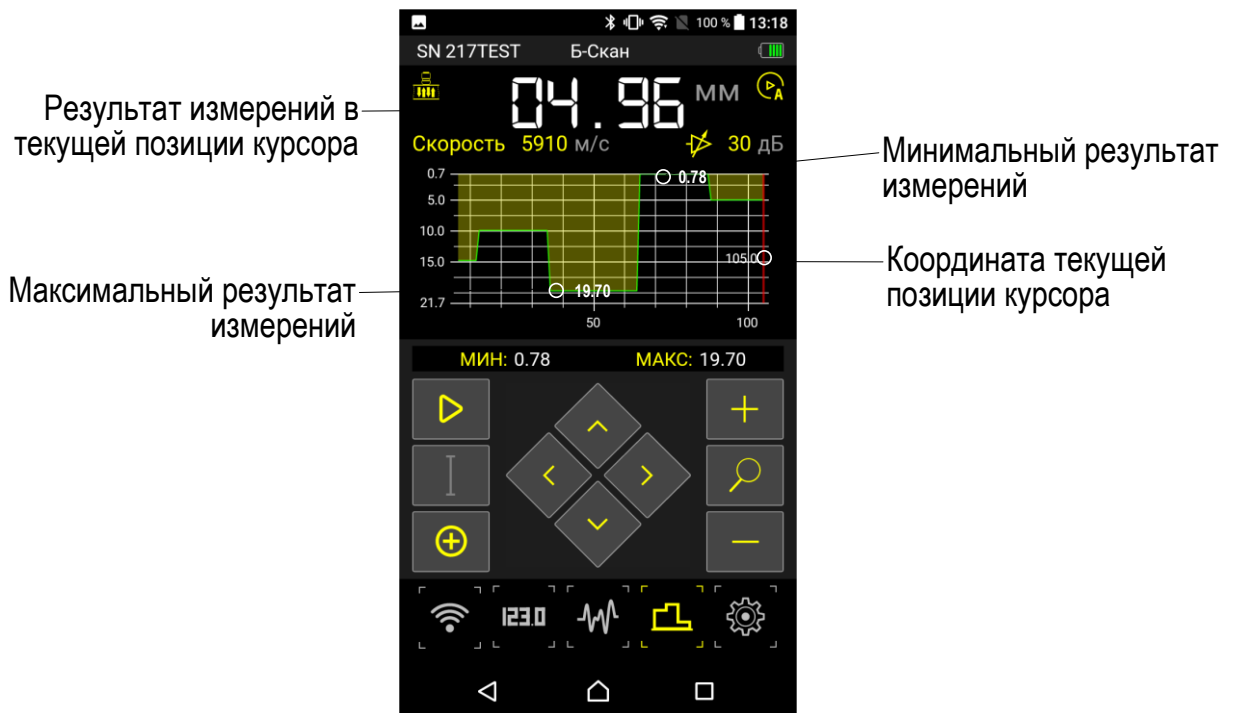 100 % 13:18
SN 217TEST Б-Скан
04.96 мм
A
Результат измерений в
текущей позиции курсора
Скорость 5910 м/с 30 дБ
Минимальный результат
измерений
0.7
0.78
5.0
10.0
15.0
105.0
Координата текущей
позиции курсора
Максимальный результат
измерений
19.70
21.7
50 100
МИН: 0.78 МАКС: 19.70
123.0